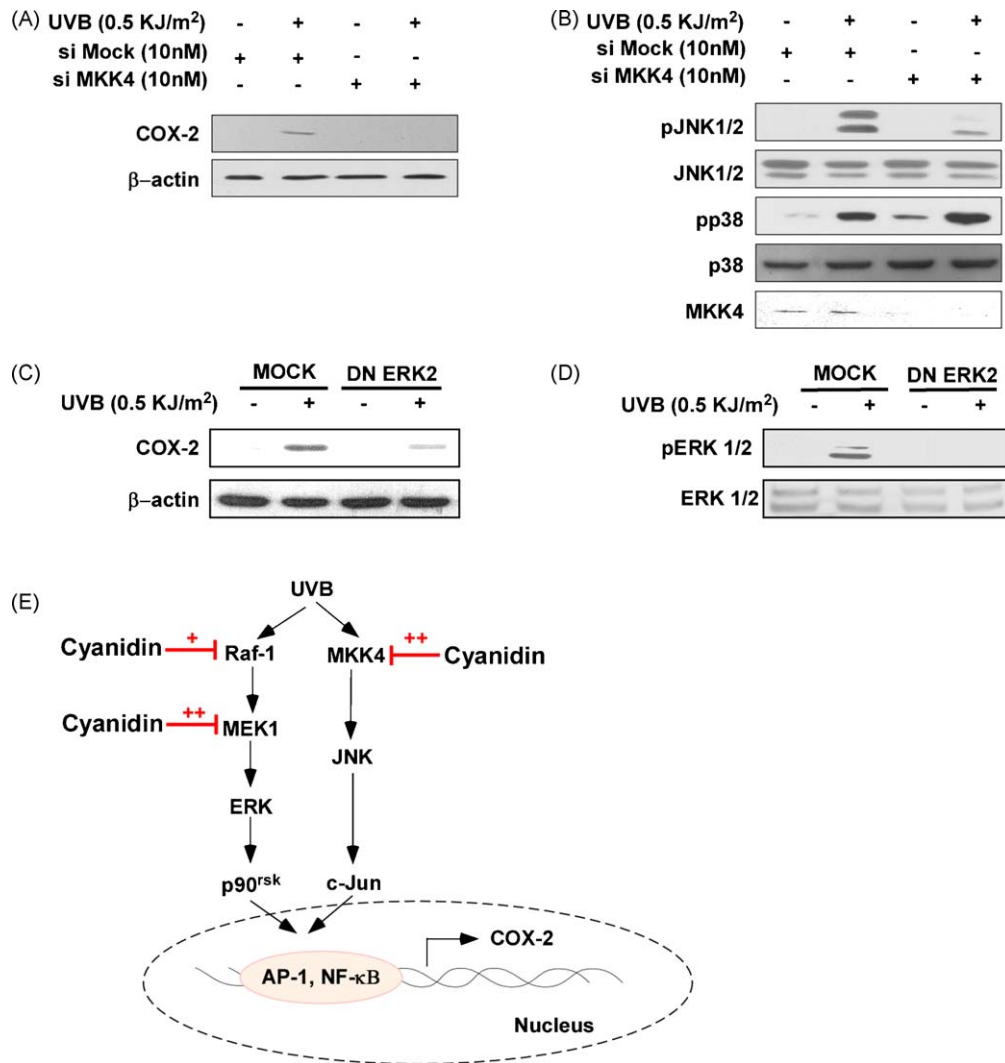 (A)
UVB (0.5 KJ/m²) - + - +
si Mock (10nM) + + - -
si MKK4 (10nM) - - + +
COX-2
β–actin
(B)
UVB (0.5 KJ/m²) - + - +
si Mock (10nM) + + - -
si MKK4 (10nM) - - + +
pJNK1/2
JNK1/2
pp38
p38
MKK4
(C)
MOCK DN ERK2
UVB (0.5 KJ/m²) - + - +
COX-2
β–actin
(D)
MOCK DN ERK2
UVB (0.5 KJ/m²) - + - +
pERK 1/2
ERK 1/2
(E)
UVB
Cyanidin + Raf-1 MKK4 ++ Cyanidin
Cyanidin ++ MEK1
JNK
ERK
p90ʳˢᵏ c-Jun
COX-2
AP-1, NF-κB
Nucleus